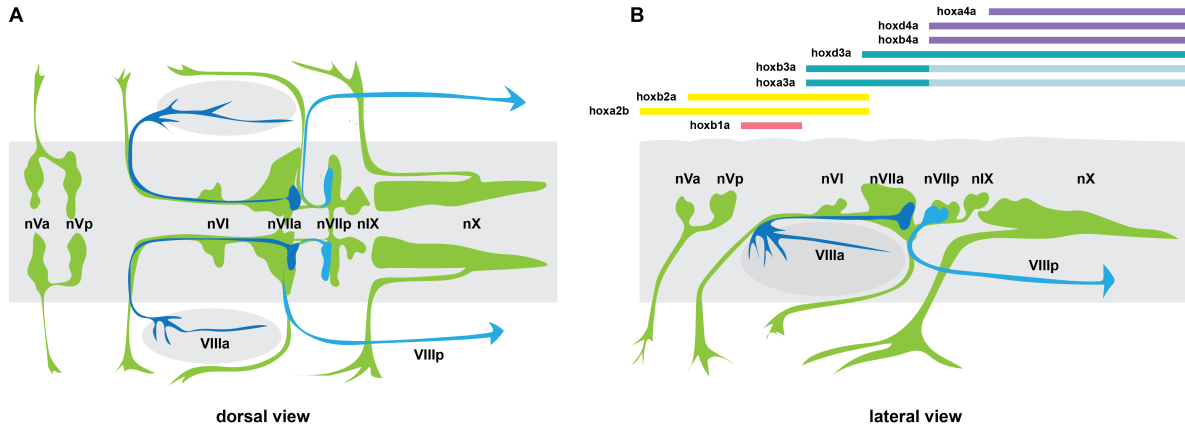 A
nVa
nVp
nVI
nVIIa
nVIIp
nIX
nX
VIIIa
VIIIp
dorsal view
B
hoxa4a
hoxd4a
hoxb4a
hoxd3a
hoxb3a
hoxa3a
hoxb2a
hoxa2b
hoxb1a
nVa
nVp
nVI
nVIIa
nVIIp
nIX
nX
VIIIa
VIIIp
lateral view